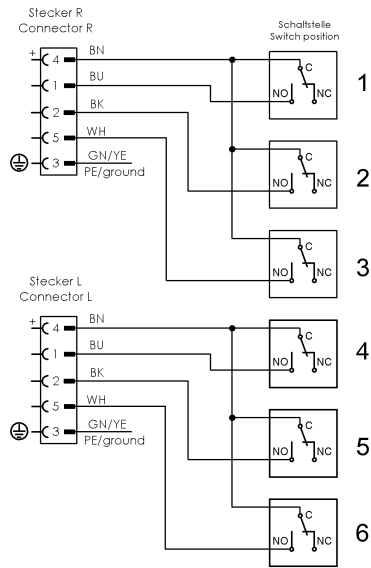 Stecker R
Connector R
Schaltstelle
Switch position
+ 4 BN
1 BU
2 BK
5 WH
3 GN/YE
PE/ground
C
NO NC
1
C
NO NC
2
C
NO NC
3
Stecker L
Connector L
+ 4 BN
1 BU
2 BK
5 WH
3 GN/YE
PE/ground
C
NO NC
4
C
NO NC
5
C
NO NC
6